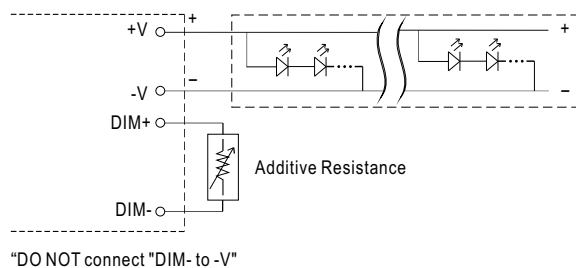 +V
+
-V
−
+
−
DIM+
Additive Resistance
DIM-
“DO NOT connect "DIM- to -V"